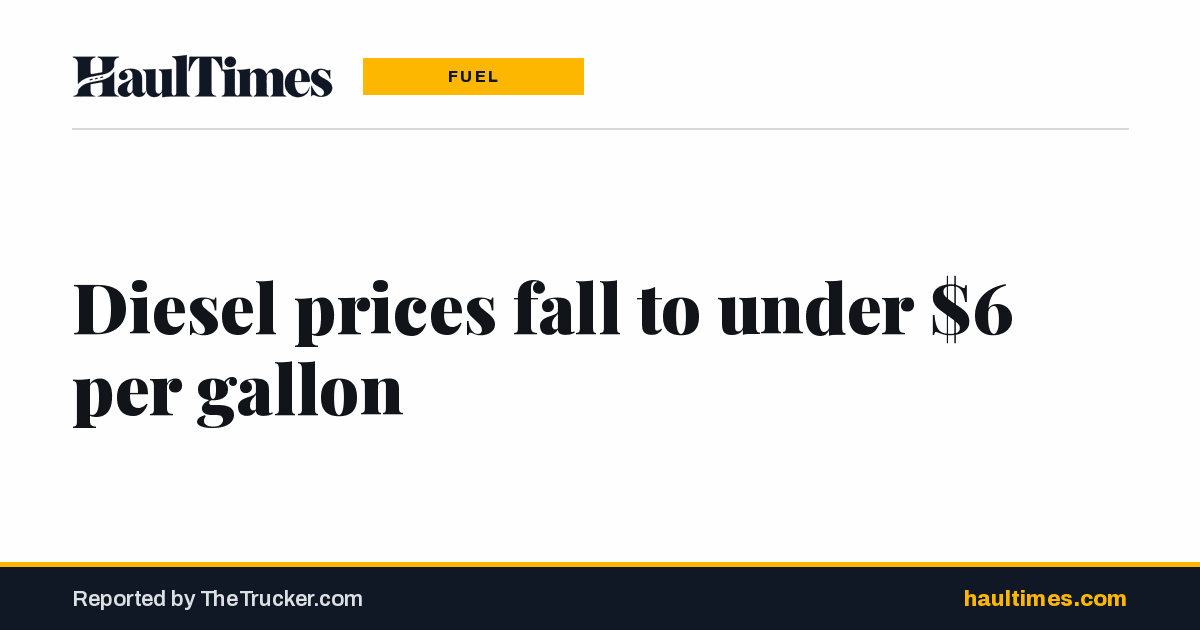 HaulTimes
FUEL
Diesel prices fall to under $6
per gallon
Reported by TheTrucker.com
haultimes.com